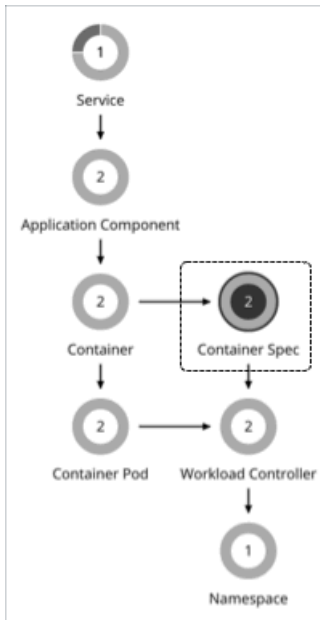 1
Service
2
Application Component
2 2
Container Container Spec
2 2
Container Pod Workload Controller
1
Namespace